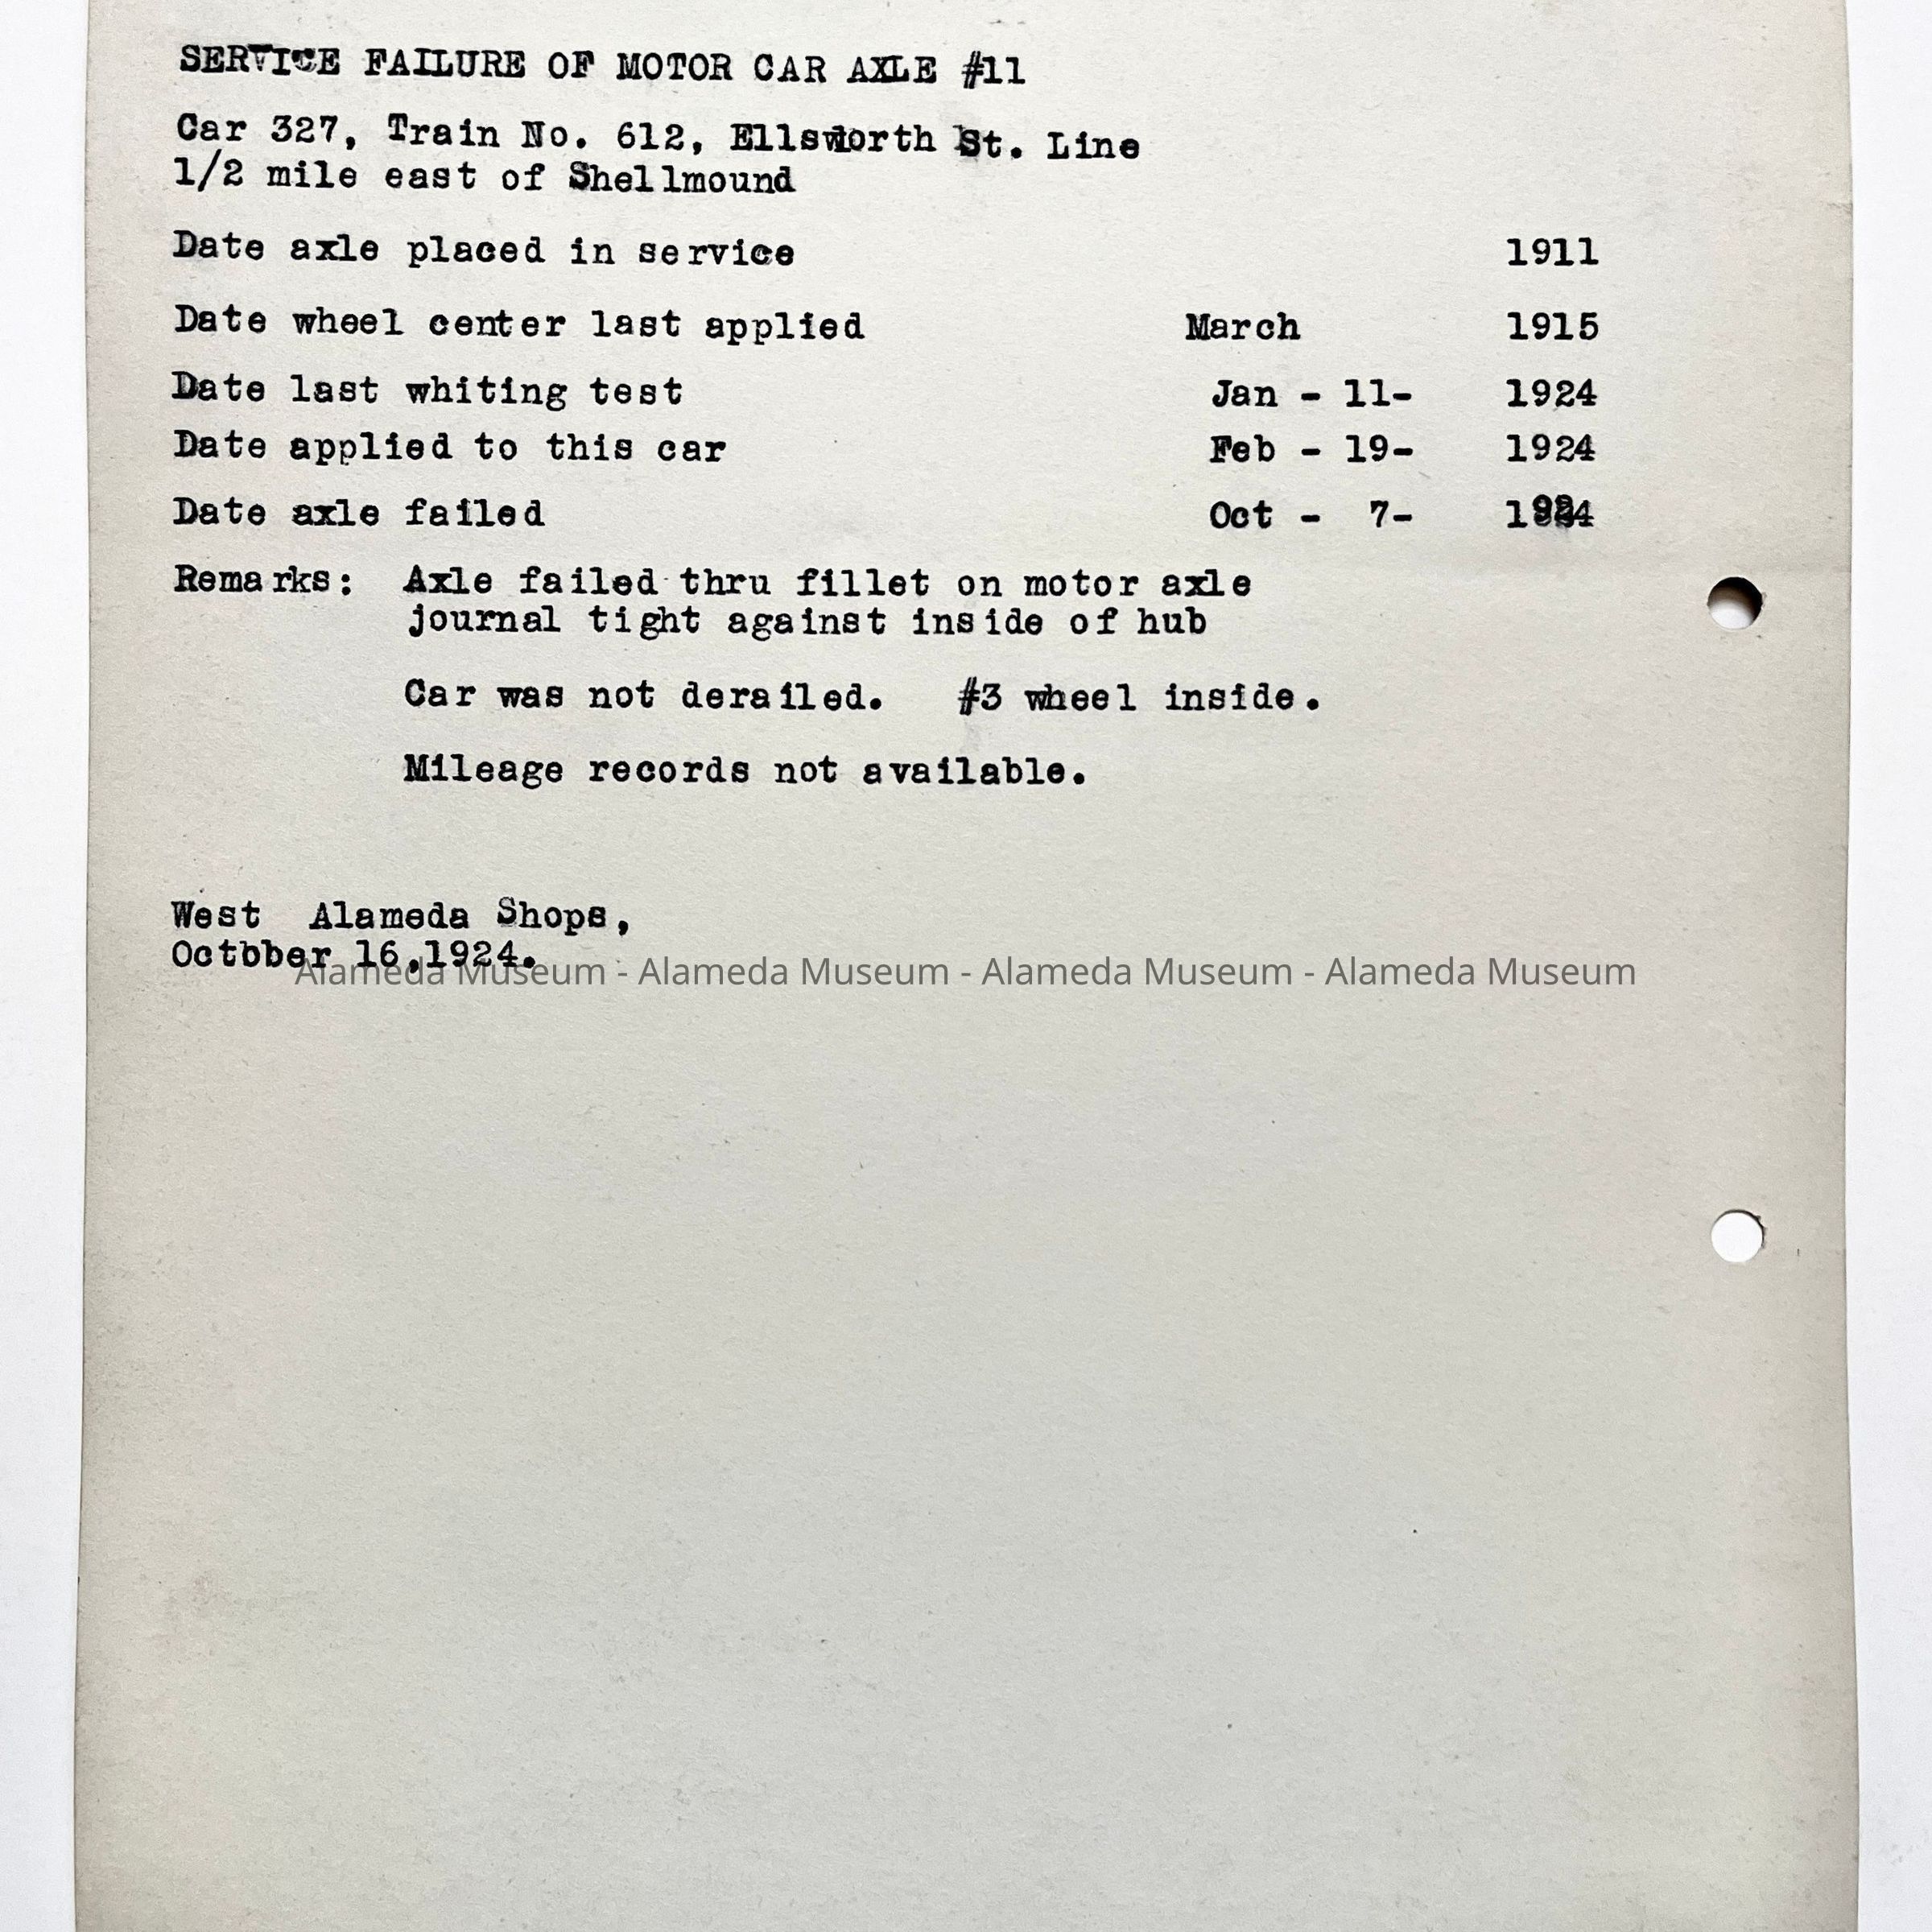 SERVICE FAILURE OF MOTOR CAR AXLE #11
Car 327, Train No. 612, Ellsworth St. Line
1/2 mile east of Shellmound
Date axle placed in service 1911
Date wheel center last applied March 1915
Date last whiting test Jan - 11- 1924
Date applied to this car Feb - 19- 1924
Date axle failed Oct - 7- 1924
Remarks: Axle failed thru fillet on motor axle
journal tight against inside of hub
Car was not derailed. #3 wheel inside.
Mileage records not available.
West Alameda Shops,
Octbber 16,1924.
Alameda Museum - Alameda Museum - Alameda Museum - Alameda Museum